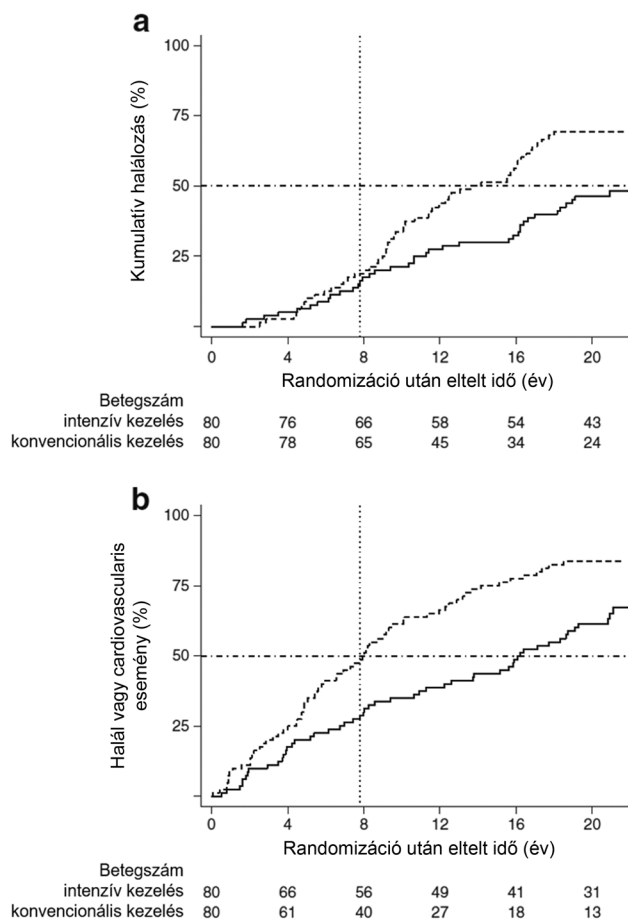 a
Kumulatív halálozás (%)
100
75
50
25
0
4
8
12
16
20
Randomizáció után eltelt idő (év)
Betegszám
intenzív kezelés 80 76 66 58 54 43
konvencionális kezelés 80 78 65 45 34 24
b
Halál vagy cardiovascularis
esemény (%)
100
75
50
25
0
4
8
12
16
20
Randomizáció után eltelt idő (év)
Betegszám
intenzív kezelés 80 66 56 49 41 31
konvencionális kezelés 80 61 40 27 18 13